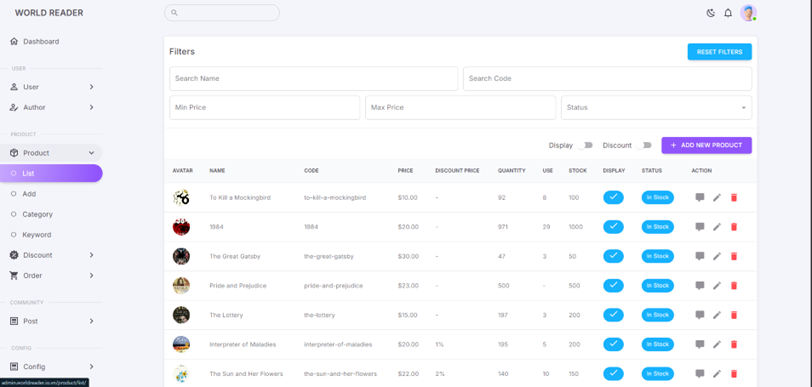 WORLD READER
Dashboard
USER
User
Author
PRODUCT
Product
List
Add
Category
Keyword
Discount
Order
COMMUNITY
Post
CONFIG
Config
admin.worldreader.io.vn/product/list/
Filters
RESET FILTERS
Search Name Search Code
Min Price Max Price Status
Display Discount + ADD NEW PRODUCT
AVATAR NAME CODE PRICE DISCOUNT PRICE QUANTITY USE STOCK DISPLAY STATUS ACTION
To Kill a Mockingbird to-kill-a-mockingbird $10.00 - 92 8 100 In Stock
1984 1984 $20.00 - 971 29 1000 In Stock
The Great Gatsby the-great-gatsby $30.00 - 47 3 50 In Stock
Pride and Prejudice pride-and-prejudice $23.00 - 500 - 500 In Stock
The Lottery the-lottery $15.00 - 197 3 200 In Stock
Interpreter of Maladies interpreter-of-maladies $20.00 1% 195 5 200 In Stock
The Sun and Her Flowers the-sun-and-her-flowers $22.00 2% 140 10 150 In Stock